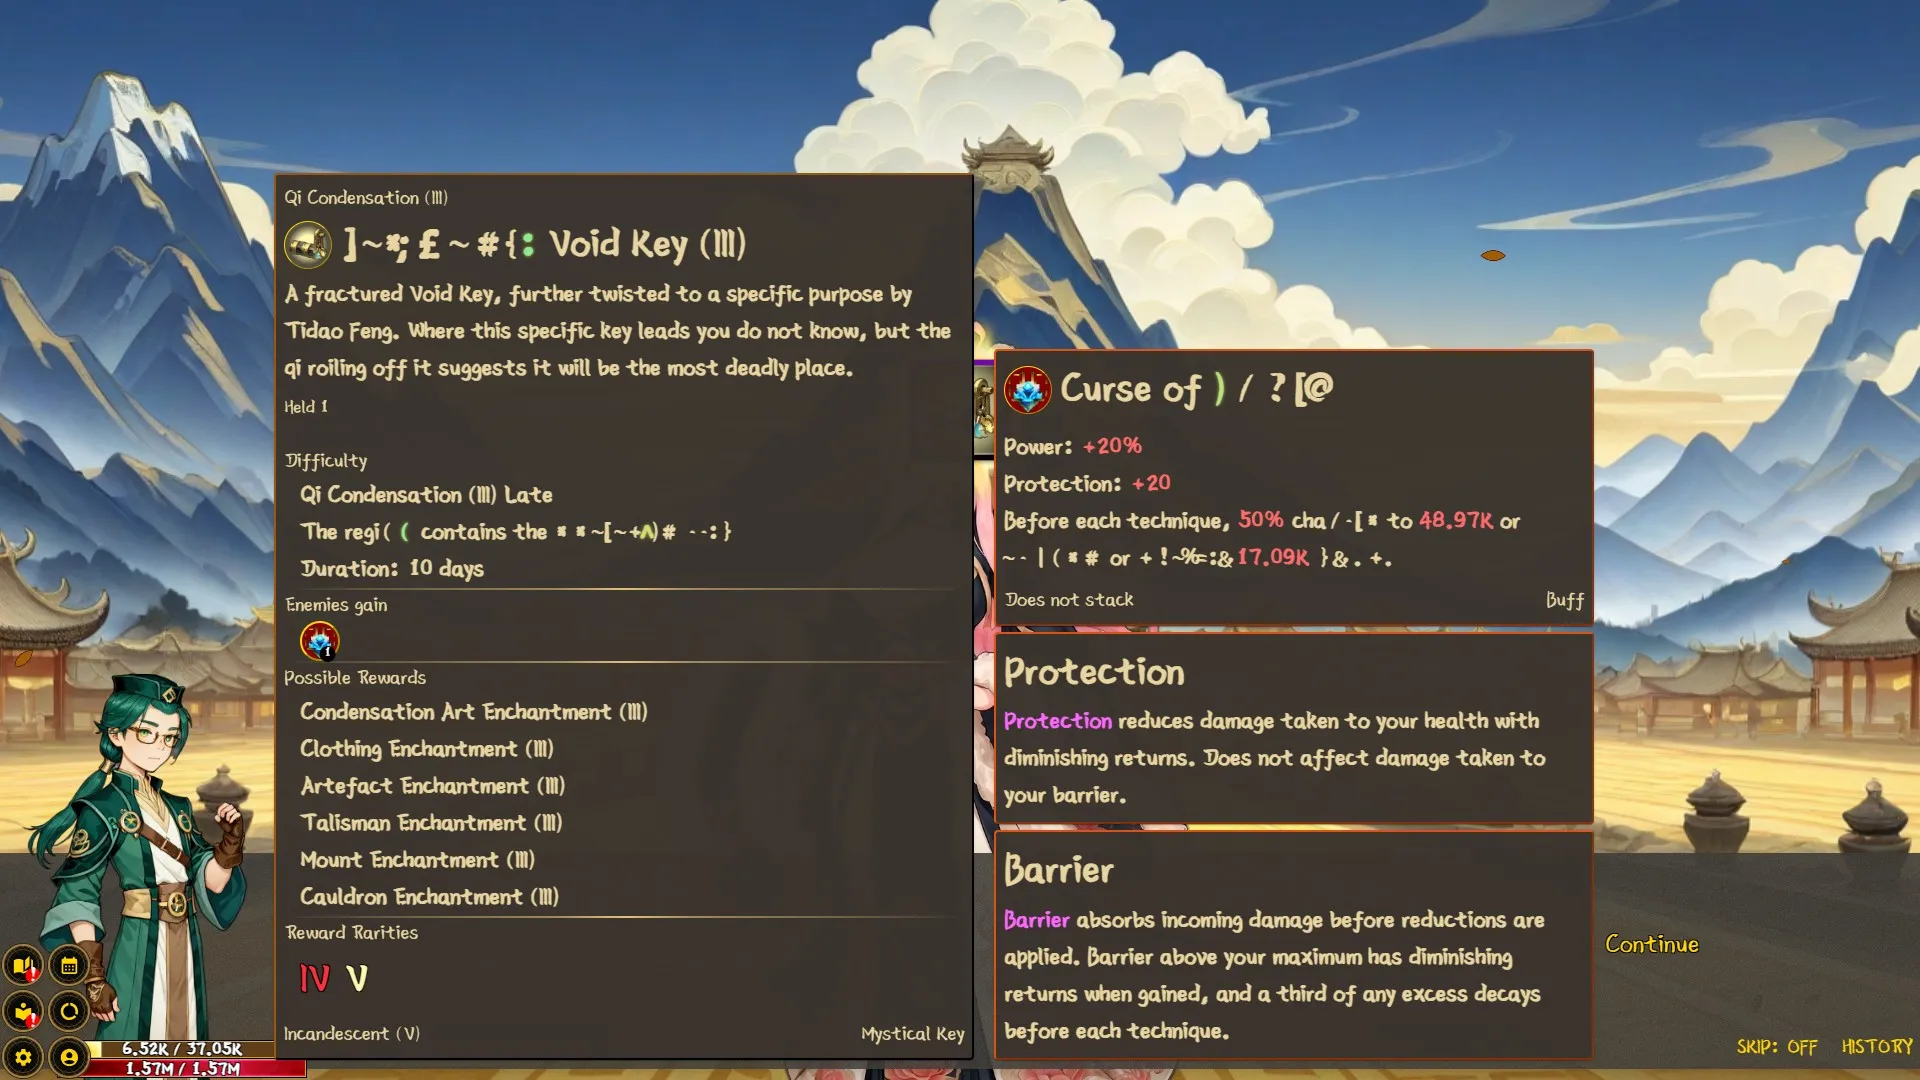 Qi Condensation (III)
]~*; £ ~ # { : Void Key (III)
A fractured Void Key, further twisted to a specific purpose by
Tidao Feng. Where this specific key leads you do not know, but the
qi roiling off it suggests it will be the most deadly place.
Held 1
Difficulty
Qi Condensation (III) Late
The regi( ( contains the * * ~[~+^)# --:}
Duration: 10 days
Enemies gain
1
Possible Rewards
Condensation Art Enchantment (III)
Clothing Enchantment (III)
Artefact Enchantment (III)
Talisman Enchantment (III)
Mount Enchantment (III)
Cauldron Enchantment (III)
Reward Rarities
IV V
Incandescent (V)
Mystical Key
Curse of ) / ? [@
Power: +20%
Protection: +20
Before each technique, 50% cha/-[* to 48.97K or
~- | ( * # or + !~%=:& 17.09K }& . +.
Does not stack
Buff
Protection
Protection reduces damage taken to your health with
diminishing returns. Does not affect damage taken to
your barrier.
Barrier
Barrier absorbs incoming damage before reductions are
applied. Barrier above your maximum has diminishing
returns when gained, and a third of any excess decays
before each technique.
Continue
6.52K / 37.05K
1.57M / 1.57M
SKIP: OFF
HISTORY